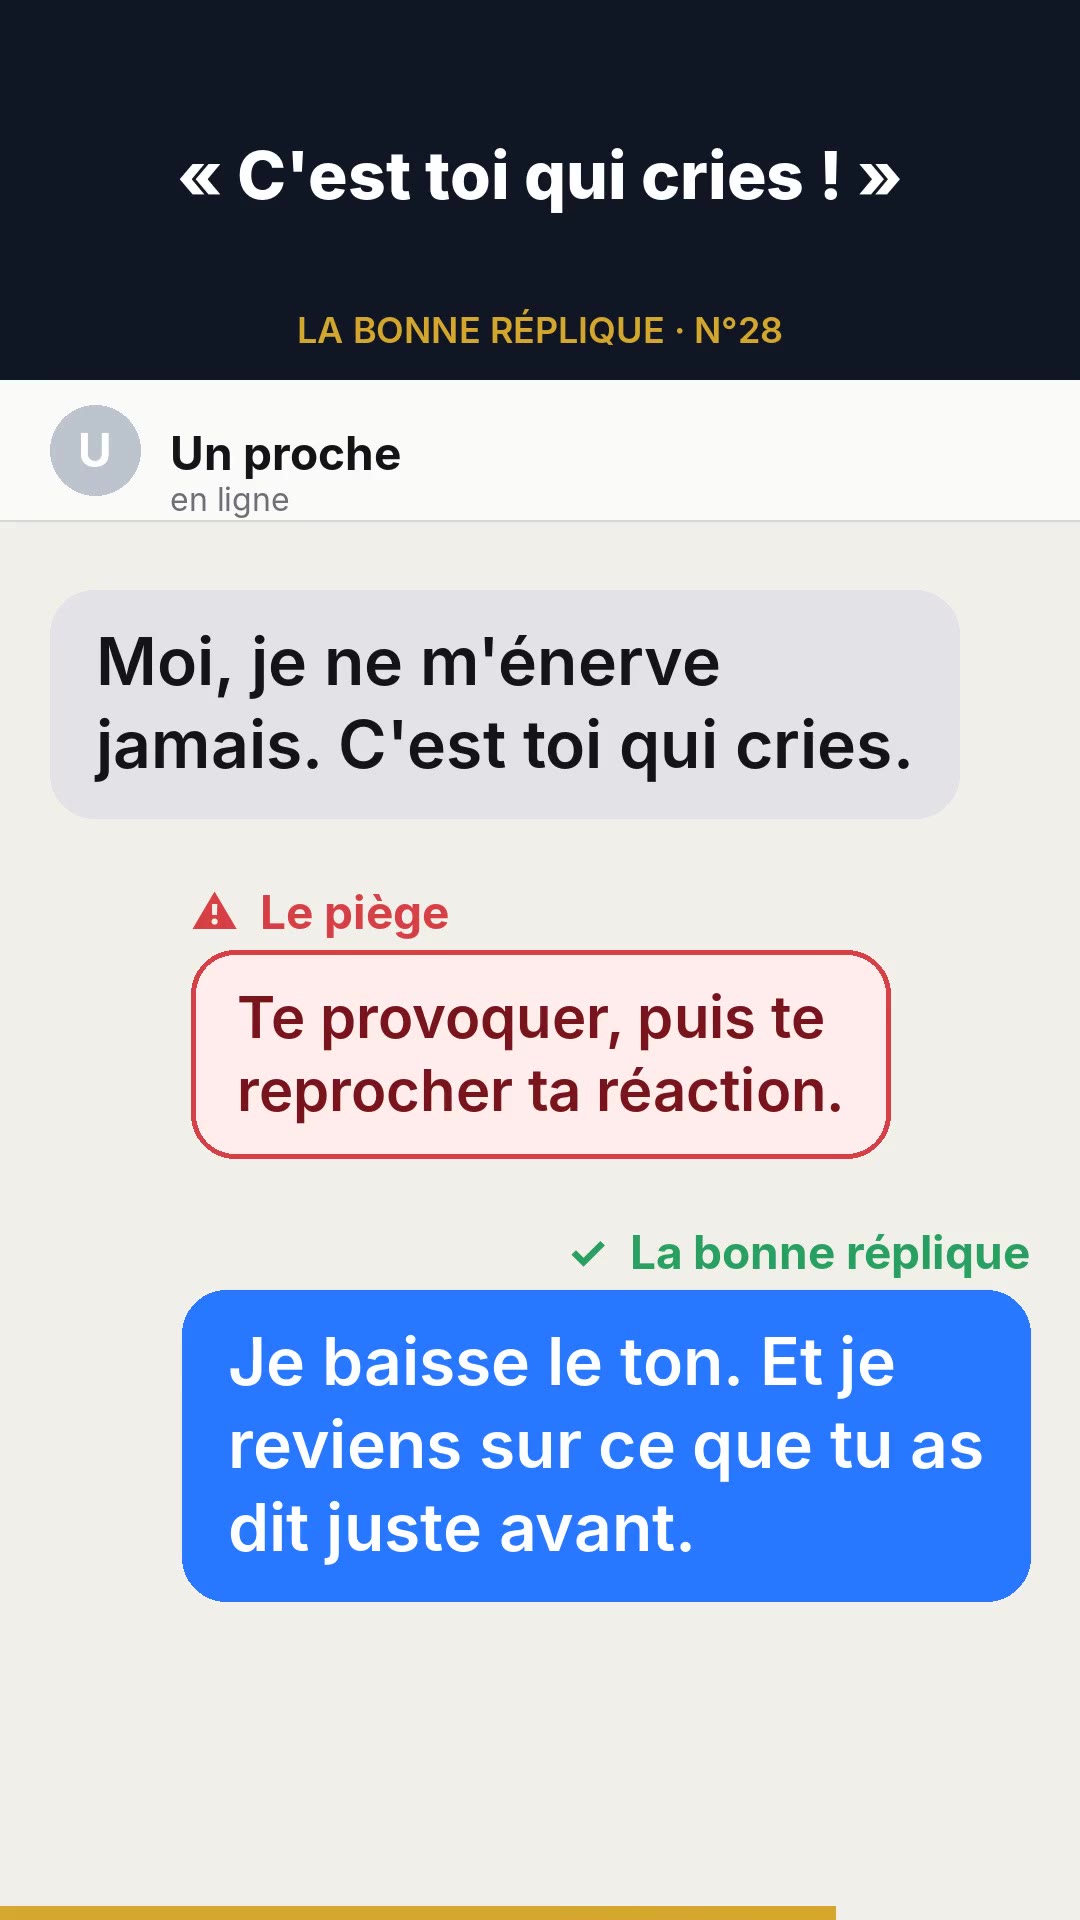 « C'est toi qui cries ! »
LA BONNE RÉPLIQUE · N°28
U
Un proche
en ligne
Moi, je ne m'énerve
jamais. C'est toi qui cries.
⚠ Le piège
Te provoquer, puis te
reprocher ta réaction.
✓ La bonne réplique
Je baisse le ton. Et je
reviens sur ce que tu as
dit juste avant.